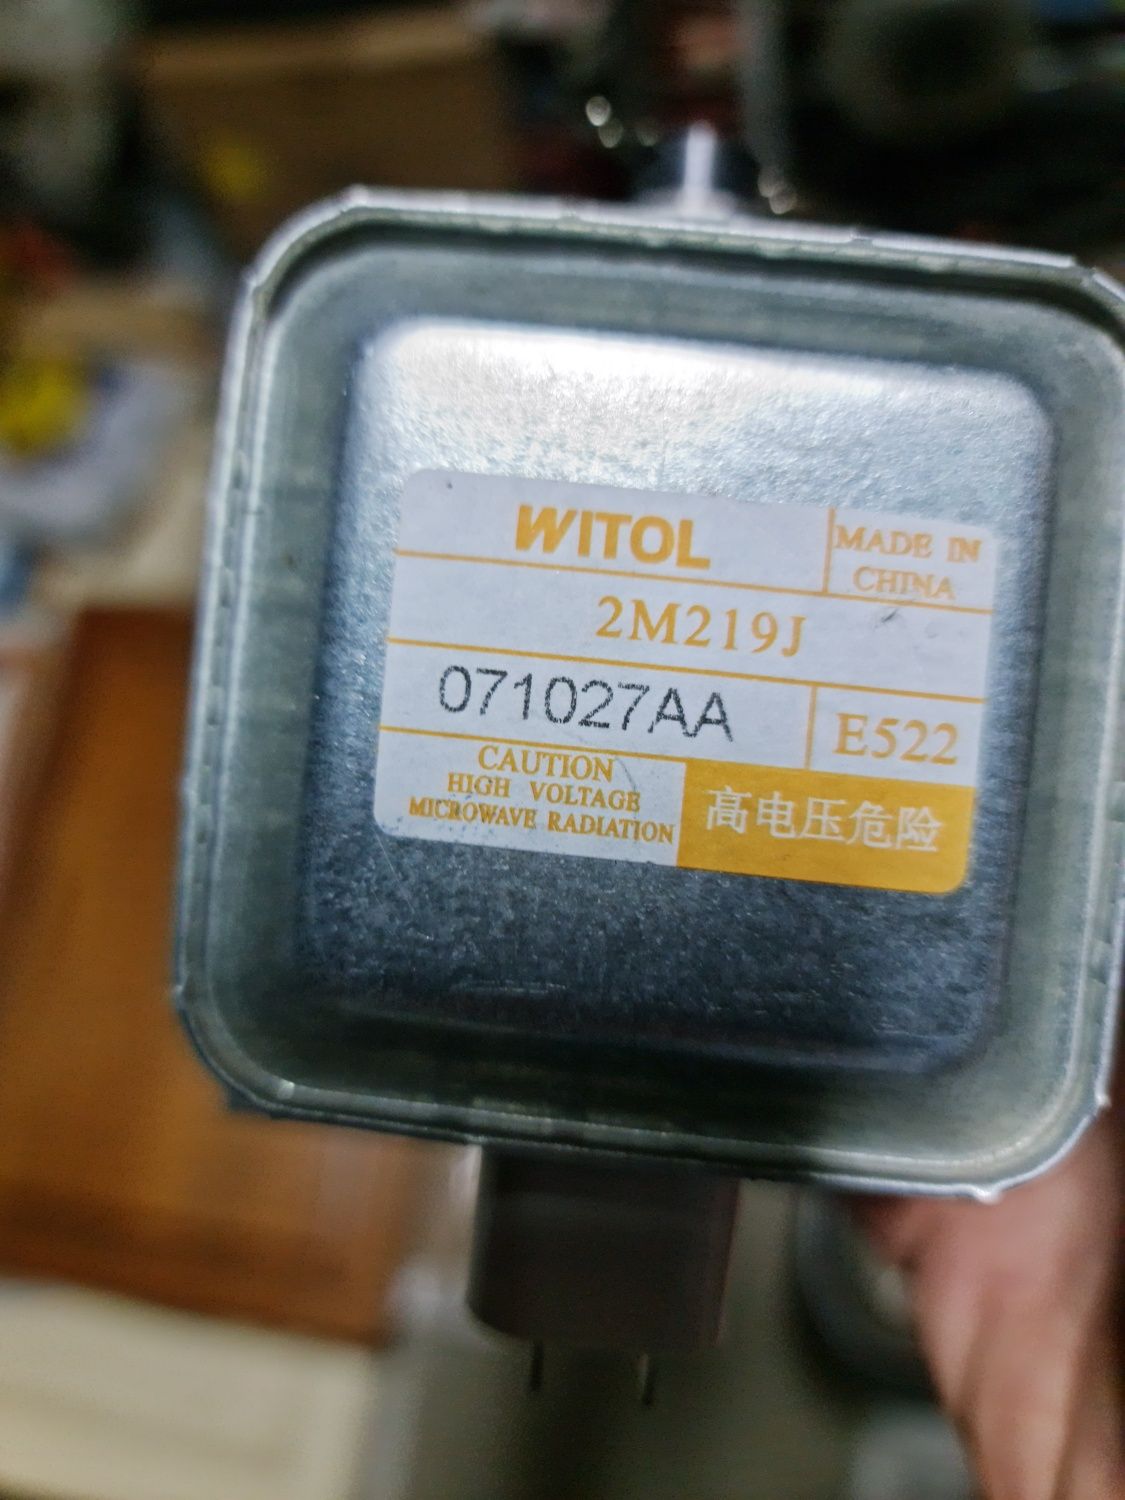 WITOL
MADE IN
CHINA
2M219J
071027AA
E522
CAUTION
HIGH VOLTAGE
MICROWAVE RADIATION
高电压危险